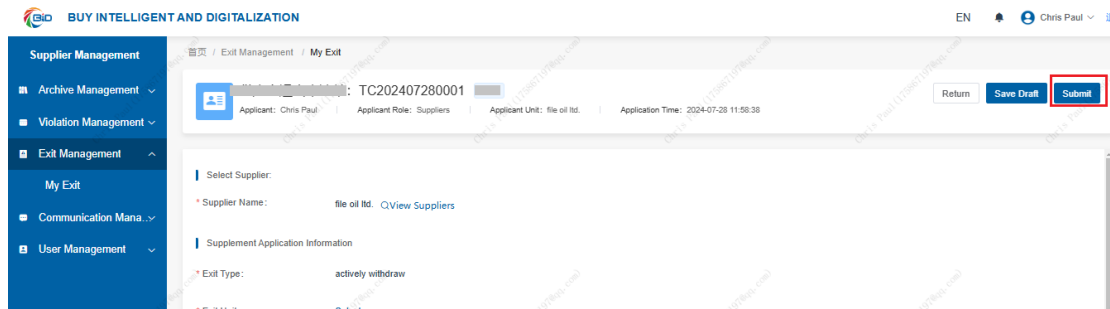 BUY INTELLIGENT AND DIGITALIZATION
EN
Chris Paul
Supplier Management
首页 / Exit Management / My Exit
: TC202407280001
Applicant: Chris Paul
Applicant Role: Suppliers
Applicant Unit: file oil ltd.
Application Time: 2024-07-28 11:58:38
Return
Save Draft
Submit
Archive Management
Violation Management
Exit Management
My Exit
Communication Mana...
User Management
Select Supplier:
* Supplier Name:
file oil ltd.
View Suppliers
Supplement Application Information
* Exit Type:
actively withdraw